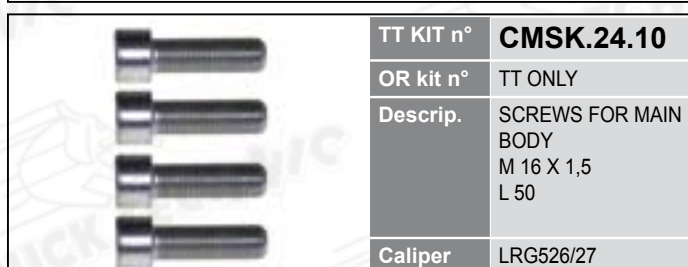 TT KIT n° CMSK.24.10
OR kit n° TT ONLY
Descrip. SCREWS FOR MAIN
BODY
M 16 X 1,5
L 50
Caliper LRG526/27